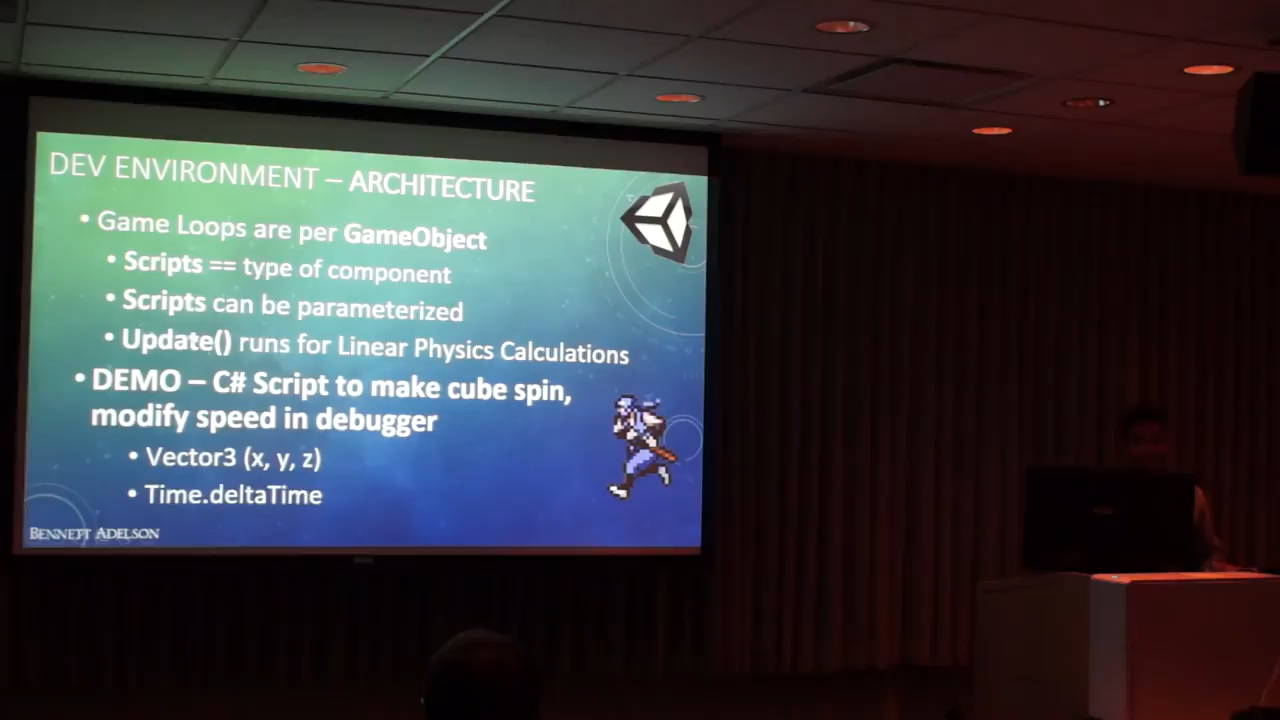 DEV ENVIRONMENT – ARCHITECTURE
• Game Loops are per GameObject
• Scripts == type of component
• Scripts can be parameterized
• Update() runs for Linear Physics Calculations
• DEMO – C# Script to make cube spin,
modify speed in debugger
• Vector3 (x, y, z)
• Time.deltaTime
BENNETT ADELSON